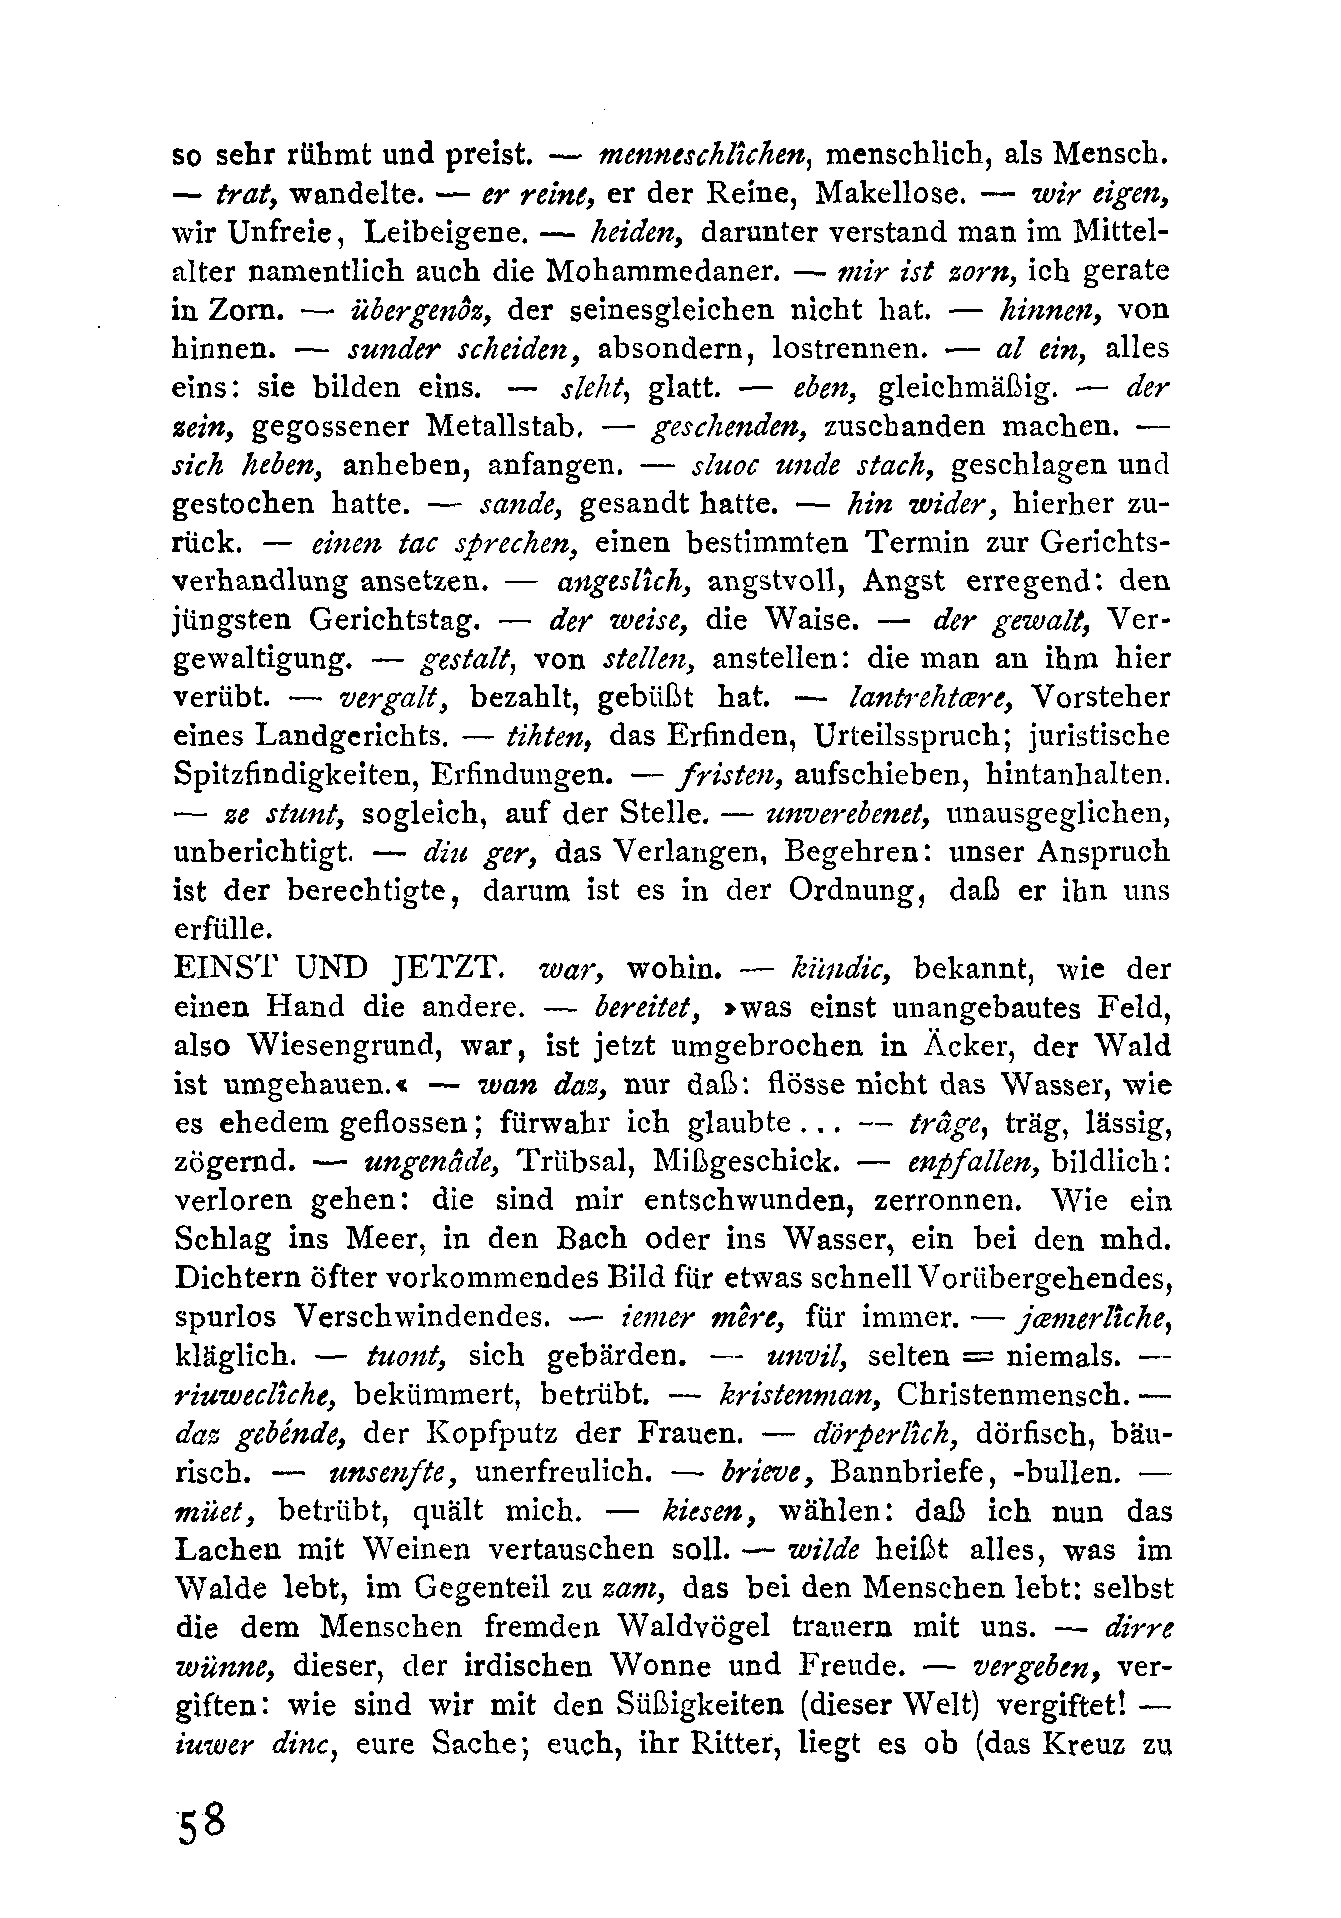 so sehr rühmt und preist. — menneschlîchen, menschlich, als Mensch.
— trat, wandelte. — er reine, er der Reine, Makellose. — wir eigen,
wir Unfreie, Leibeigene. — heiden, darunter verstand man im Mittel-
alter namentlich auch die Mohammedaner. — mir ist zorn, ich gerate
in Zorn. — übergenôz, der seinesgleichen nicht hat. — hinnen, von
hinnen. — sunder scheiden, absondern, lostrennen. — al ein, alles
eins: sie bilden eins. — sleht, glatt. — eben, gleichmäßig. — der
zein, gegossener Metallstab. — geschenden, zuschanden machen. —
sich heben, anheben, anfangen. — sluoc unde stach, geschlagen und
gestochen hatte. — sande, gesandt hatte. — hin wider, hierher zu-
rück. — einen tac sprechen, einen bestimmten Termin zur Gerichts-
verhandlung ansetzen. — angeslîch, angstvoll, Angst erregend: den
jüngsten Gerichtstag. — der weise, die Waise. — der gewalt, Ver-
gewaltigung. — gestalt, von stellen, anstellen: die man an ihm hier
verübt. — vergalt, bezahlt, gebüßt hat. — lantrehtære, Vorsteher
eines Landgerichts. — tihten, das Erfinden, Urteilsspruch; juristische
Spitzfindigkeiten, Erfindungen. — fristen, aufschieben, hintanhalten.
— ze stunt, sogleich, auf der Stelle. — unverebenet, unausgeglichen,
unberichtigt. — diu ger, das Verlangen, Begehren: unser Anspruch
ist der berechtigte, darum ist es in der Ordnung, daß er ihn uns
erfülle.
EINST UND JETZT. war, wohin. — kündic, bekannt, wie der
einen Hand die andere. — bereitet, »was einst unangebautes Feld,
also Wiesengrund, war, ist jetzt umgebrochen in Äcker, der Wald
ist umgehauen.« — wan daz, nur daß: flösse nicht das Wasser, wie
es ehedem geflossen; fürwahr ich glaubte ... — trâge, träg, lässig,
zögernd. — ungenâde, Trübsal, Mißgeschick. — enpfallen, bildlich:
verloren gehen: die sind mir entschwunden, zerronnen. Wie ein
Schlag ins Meer, in den Bach oder ins Wasser, ein bei den mhd.
Dichtern öfter vorkommendes Bild für etwas schnell Vorübergehendes,
spurlos Verschwindendes. — iemer mêre, für immer. — jæmerlîche,
kläglich. — tuont, sich gebärden. — unvil, selten = niemals. —
riuweclîche, bekümmert, betrübt. — kristenman, Christenmensch. —
daz gebénde, der Kopfputz der Frauen. — dörperlîch, dörfisch, bäu-
risch. — unsenfte, unerfreulich. — brieve, Bannbriefe, -bullen. —
müet, betrübt, quält mich. — kiesen, wählen: daß ich nun das
Lachen mit Weinen vertauschen soll. — wilde heißt alles, was im
Walde lebt, im Gegenteil zu zam, das bei den Menschen lebt: selbst
die dem Menschen fremden Waldvögel trauern mit uns. — dirre
wünne, dieser, der irdischen Wonne und Freude. — vergeben, ver-
giften: wie sind wir mit den Süßigkeiten (dieser Welt) vergiftet! —
iuwer dinc, eure Sache; euch, ihr Ritter, liegt es ob (das Kreuz zu
58